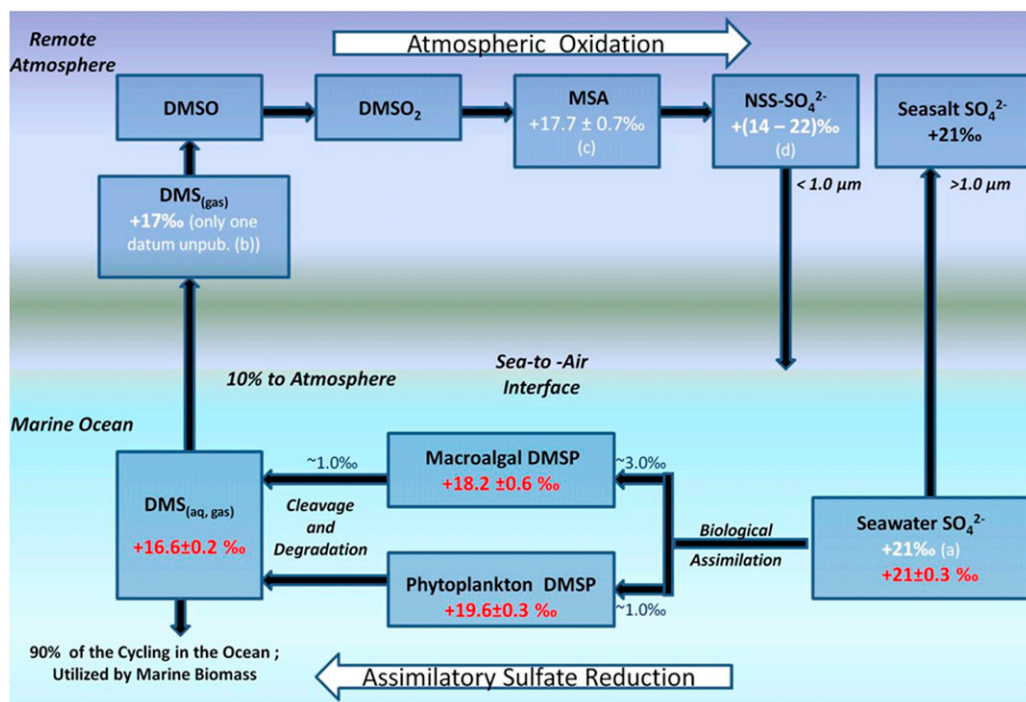 Remote
Atmosphere
Atmospheric Oxidation
DMSO
DMSO₂
MSA
+17.7 ± 0.7‰
(c)
NSS-SO₄²⁻
+(14 – 22)‰
(d)
Seasalt SO₄²⁻
+21‰
< 1.0 µm
>1.0 µm
DMS(gas)
+17‰ (only one
datum unpub. (b))
Sea-to -Air
Interface
10% to Atmosphere
Marine Ocean
DMS(aq, gas)
+16.6±0.2 ‰
~1.0‰
Cleavage
and
Degradation
Macroalgal DMSP
+18.2 ±0.6 ‰
~3.0‰
Phytoplankton DMSP
+19.6±0.3 ‰
~1.0‰
Biological
Assimilation
Seawater SO₄²⁻
+21‰ (a)
+21±0.3 ‰
90% of the Cycling in the Ocean ;
Utilized by Marine Biomass
Assimilatory Sulfate Reduction